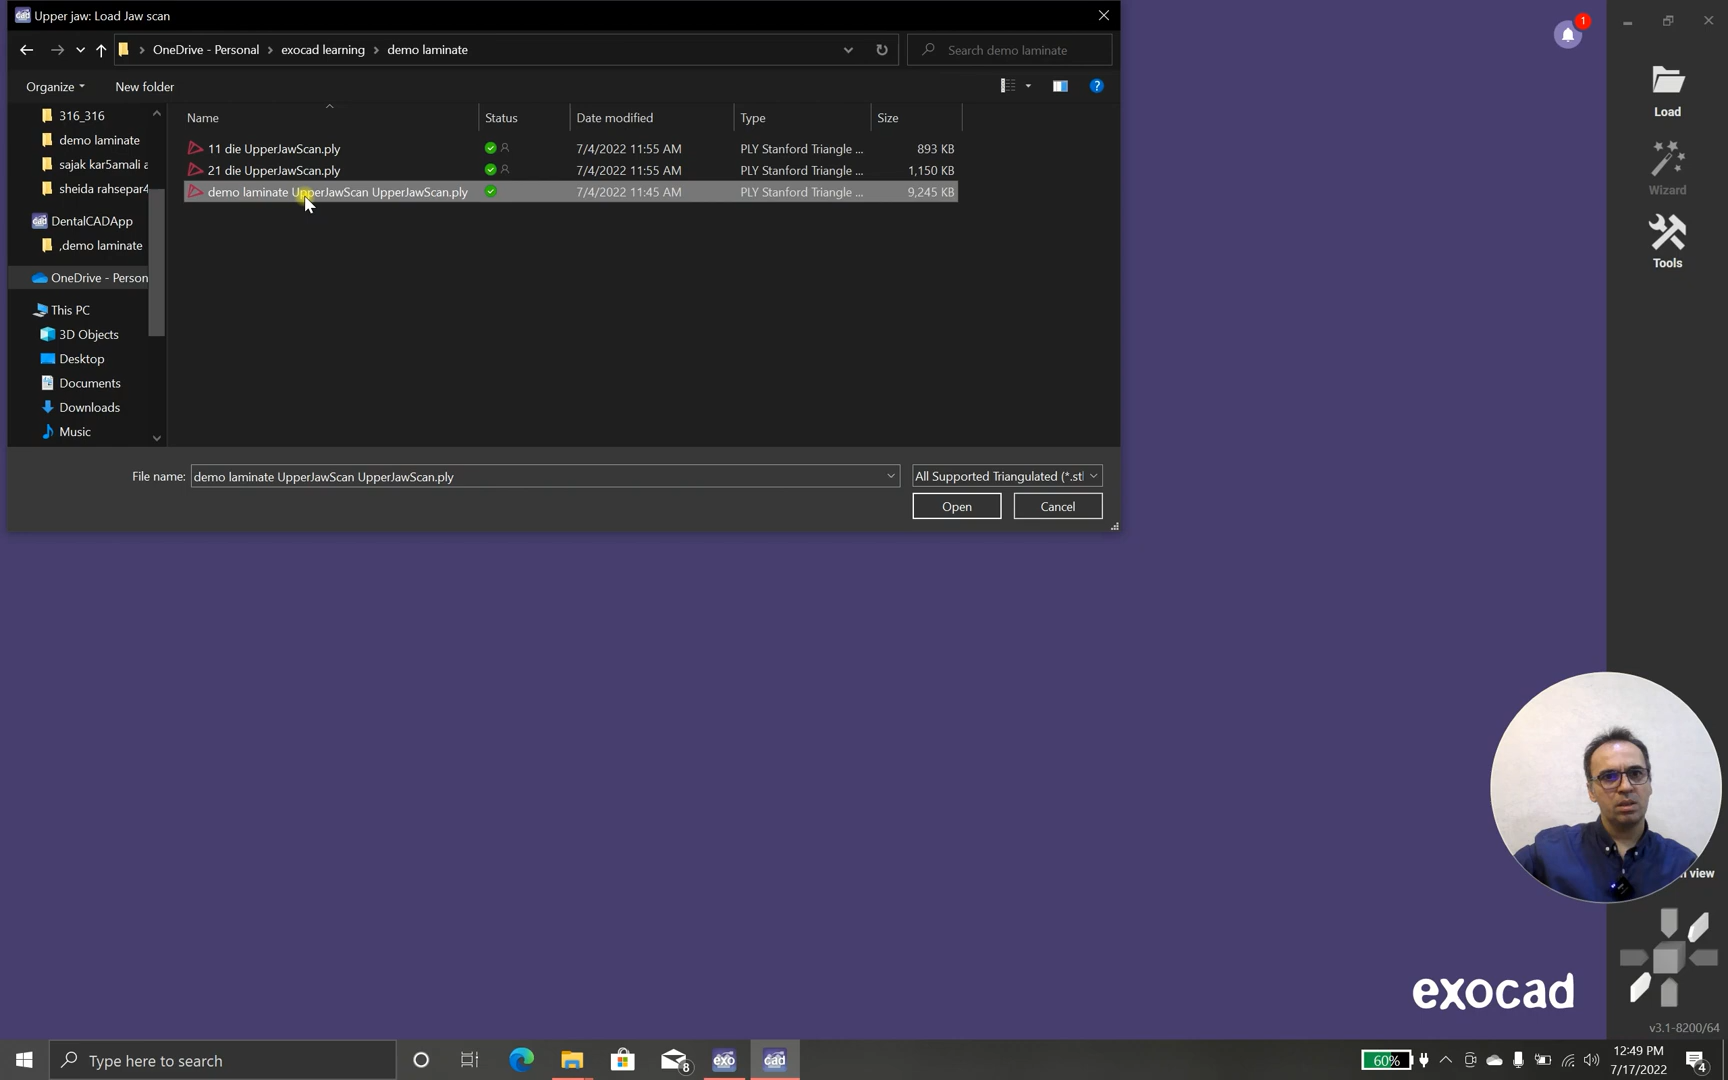 Upper jaw: Load Jaw scan
1
OneDrive - Personal > exocad learning > demo laminate
Search demo laminate
Organize
New folder
Load
Name
Status
Date modified
Type
Size
316_316
demo laminate
sajak kar5amali a
sheida rahsepar4
11 die UpperJawScan.ply 7/4/2022 11:55 AM PLY Stanford Triangle ... 893 KB
21 die UpperJawScan.ply 7/4/2022 11:55 AM PLY Stanford Triangle ... 1,150 KB
demo laminate UpperJawScan UpperJawScan.ply 7/4/2022 11:45 AM PLY Stanford Triangle ... 9,245 KB
Wizard
DentalCADApp
,demo laminate
Tools
OneDrive - Person
This PC
3D Objects
Desktop
Documents
Downloads
Music
File name: demo laminate UpperJawScan UpperJawScan.ply
All Supported Triangulated (*.stl
Open
Cancel
view
exocad
v3.1-8200/64
Type here to search
8
exo
cad
60%
12:49 PM
7/17/2022
4